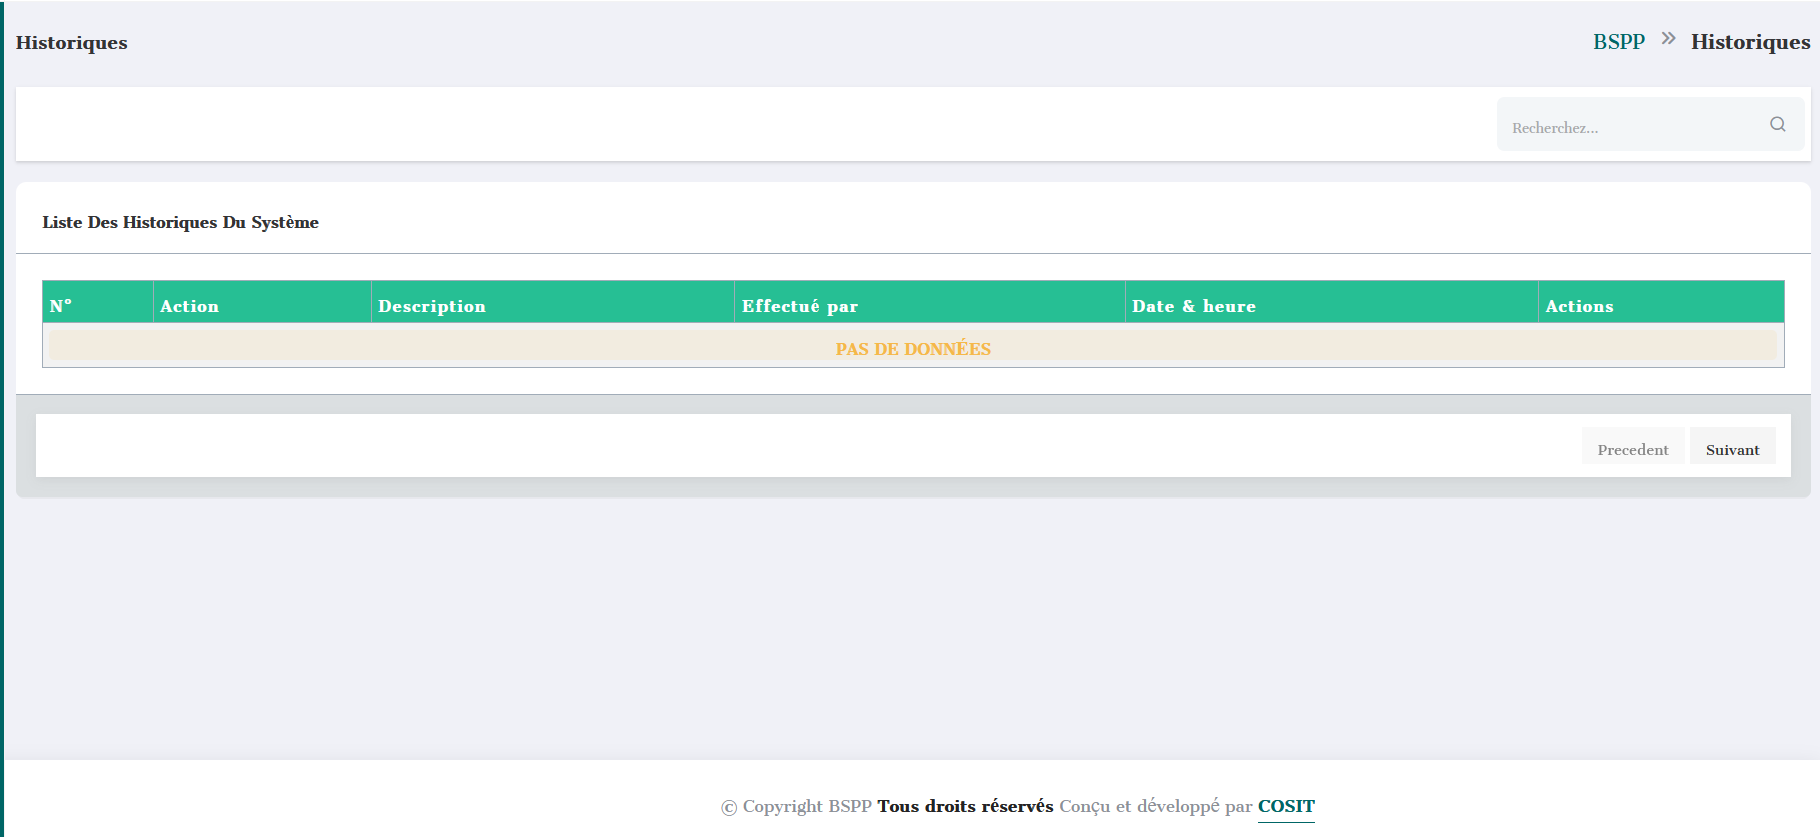 Historiques
BSPP » Historiques
Recherchez...
Liste Des Historiques Du Système
N° Action Description Effectué par Date & heure Actions
PAS DE DONNÉES
Precedent Suivant
© Copyright BSPP Tous droits réservés Conçu et développé par COSIT